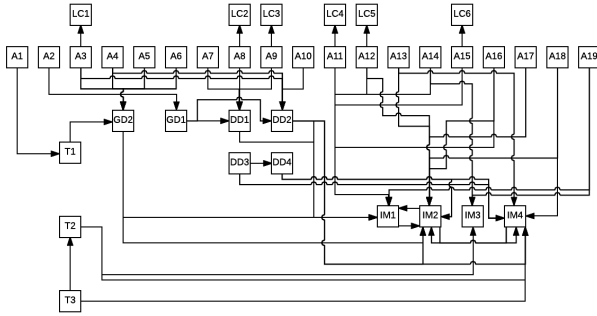 LC1 LC2 LC3 LC4 LC5 LC6
A1 A2 A3 A4 A5 A6 A7 A8 A9 A10 A11 A12 A13 A14 A15 A16 A17 A18 A19
GD2 GD1 DD1 DD2
T1
DD3 DD4
IM1 IM2 IM3 IM4
T2
T3